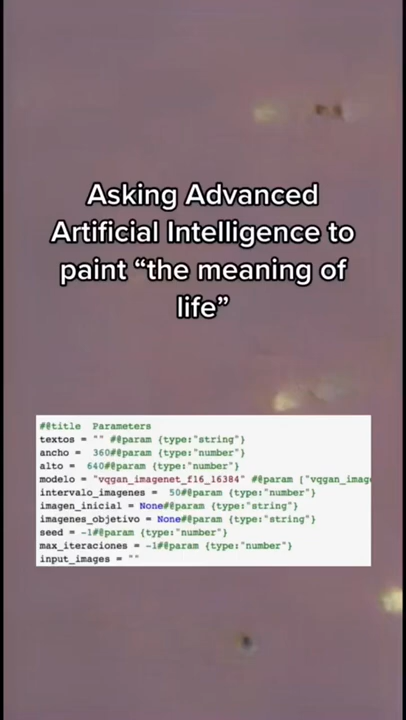 Asking Advanced
Artificial Intelligence to
paint “the meaning of
life”
#@title Parameters
textos = "" #@param {type:"string"}
ancho = 360#@param {type:"number"}
alto = 640#@param {type:"number"}
modelo = "vqgan_imagenet_f16_16384" #@param ["vqgan_imag
intervalo_imagenes = 50#@param {type:"number"}
imagen_inicial = None#@param {type:"string"}
imagenes_objetivo = None#@param {type:"string"}
seed = -1#@param {type:"number"}
max_iteraciones = -1#@param {type:"number"}
input_images = ""